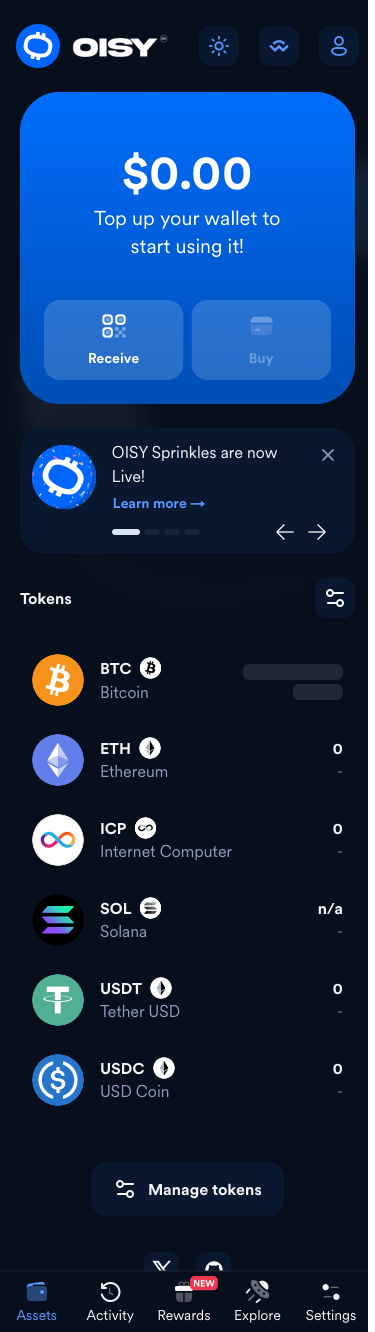 OISY
$0.00
Top up your wallet to
start using it!
Receive
Buy
OISY Sprinkles are now
Live!
Learn more →
Tokens
BTC
Bitcoin
ETH
0
Ethereum
-
ICP
0
Internet Computer
-
SOL
n/a
Solana
-
USDT
0
Tether USD
-
USDC
0
USD Coin
-
Manage tokens
NEW
Assets
Activity
Rewards
Explore
Settings